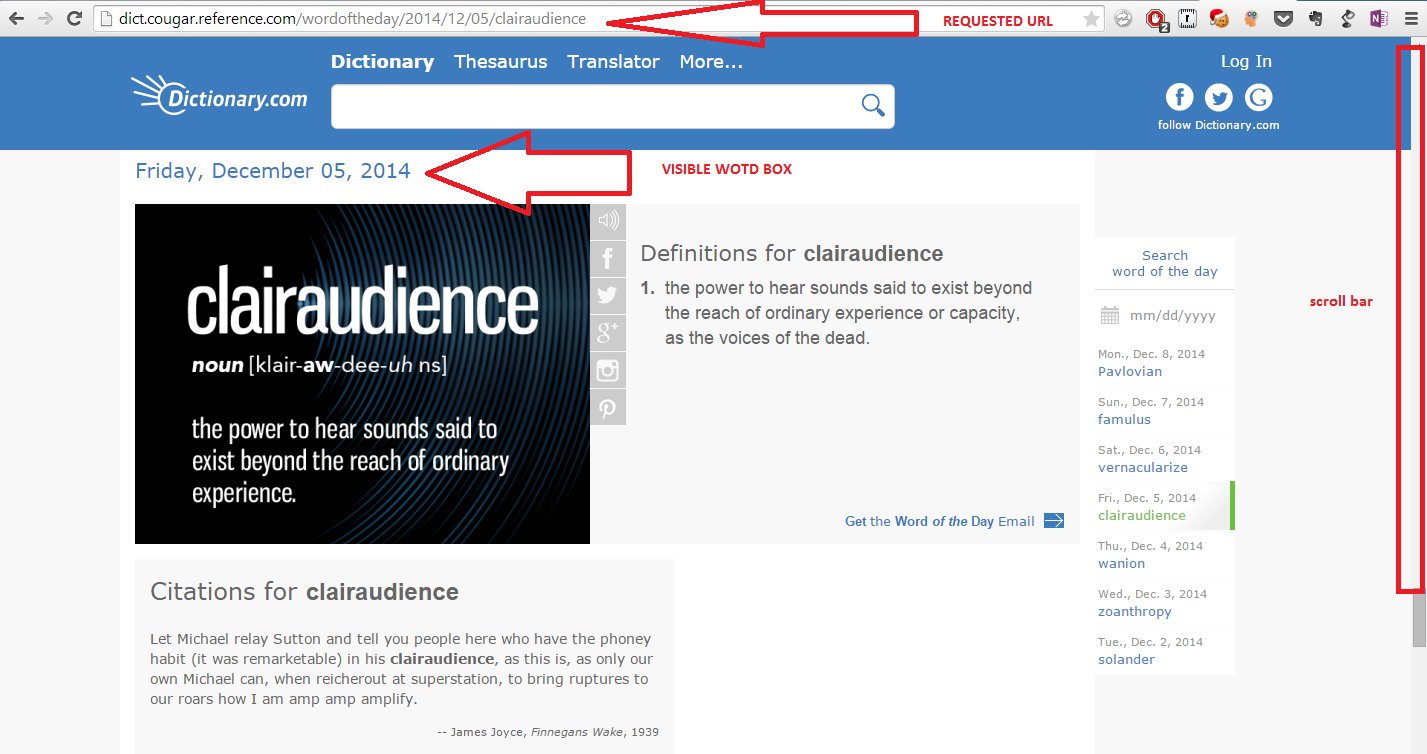 dict.cougar.reference.com/wordoftheday/2014/12/05/clairaudience
REQUESTED URL
2
Dictionary Thesaurus Translator More...
Log In
Dictionary.com
follow Dictionary.com
Friday, December 05, 2014
VISIBLE WOTD BOX
clairaudience
noun [klair-aw-dee-uh ns]
the power to hear sounds said to
exist beyond the reach of ordinary
experience.
Definitions for clairaudience
1. the power to hear sounds said to exist beyond
the reach of ordinary experience or capacity,
as the voices of the dead.
Get the Word of the Day Email
Search
word of the day
mm/dd/yyyy
Mon., Dec. 8, 2014
Pavlovian
Sun., Dec. 7, 2014
famulus
Sat., Dec. 6, 2014
vernacularize
Fri., Dec. 5, 2014
clairaudience
Thu., Dec. 4, 2014
wanion
Wed., Dec. 3, 2014
zoanthropy
Tue., Dec. 2, 2014
solander
scroll bar
Citations for clairaudience
Let Michael relay Sutton and tell you people here who have the phoney
habit (it was remarketable) in his clairaudience, as this is, as only our
own Michael can, when reicherout at superstation, to bring ruptures to
our roars how I am amp amp amplify.
-- James Joyce, Finnegans Wake, 1939